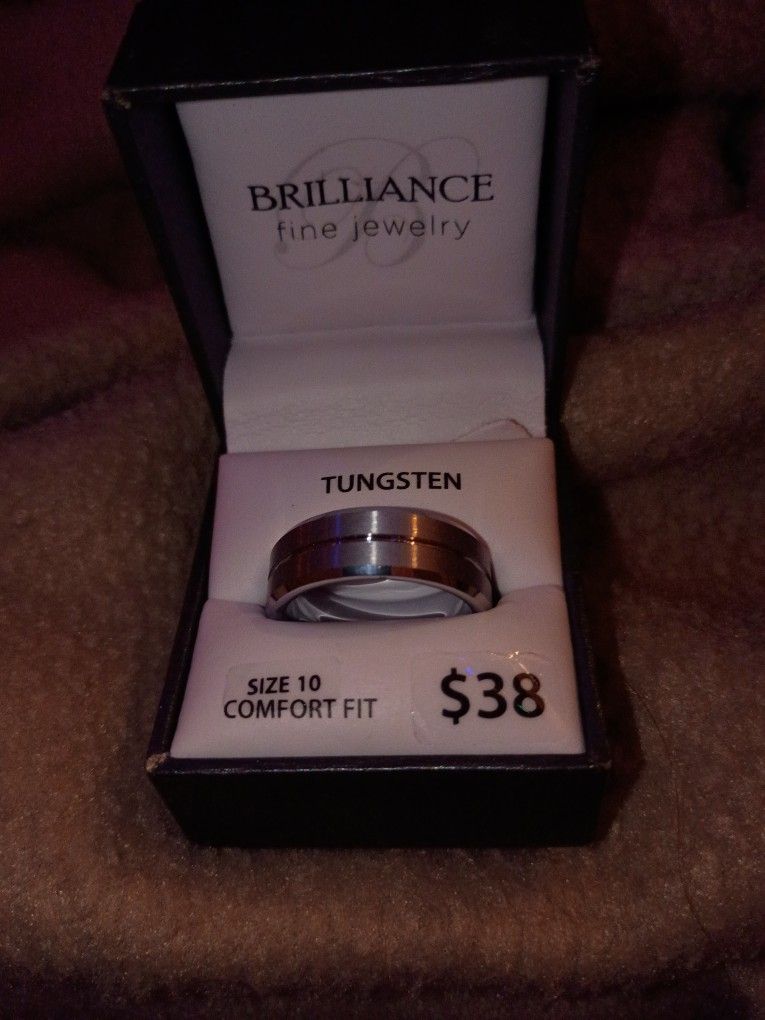 BRILLIANCE
fine jewelry
TUNGSTEN
SIZE 10
COMFORT FIT
$38